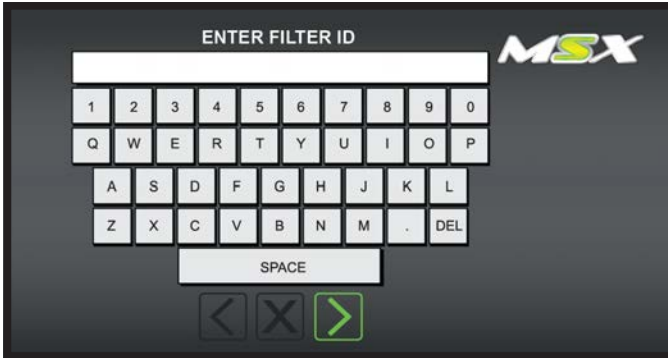 ENTER FILTER ID
MSX
1 2 3 4 5 6 7 8 9 0
Q W E R T Y U I O P
A S D F G H J K L
Z X C V B N M . DEL
SPACE
< X >